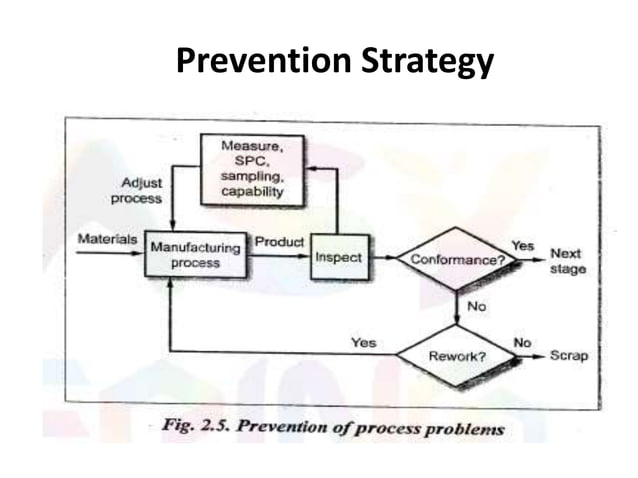 Prevention Strategy
Measure,
SPC,
sampling,
capability
Adjust
process
Materials
Manufacturing
process
Product
Inspect
Conformance?
Yes
Next
stage
No
Rework?
Yes
No
Scrap
Fig. 2.5. Prevention of process problems